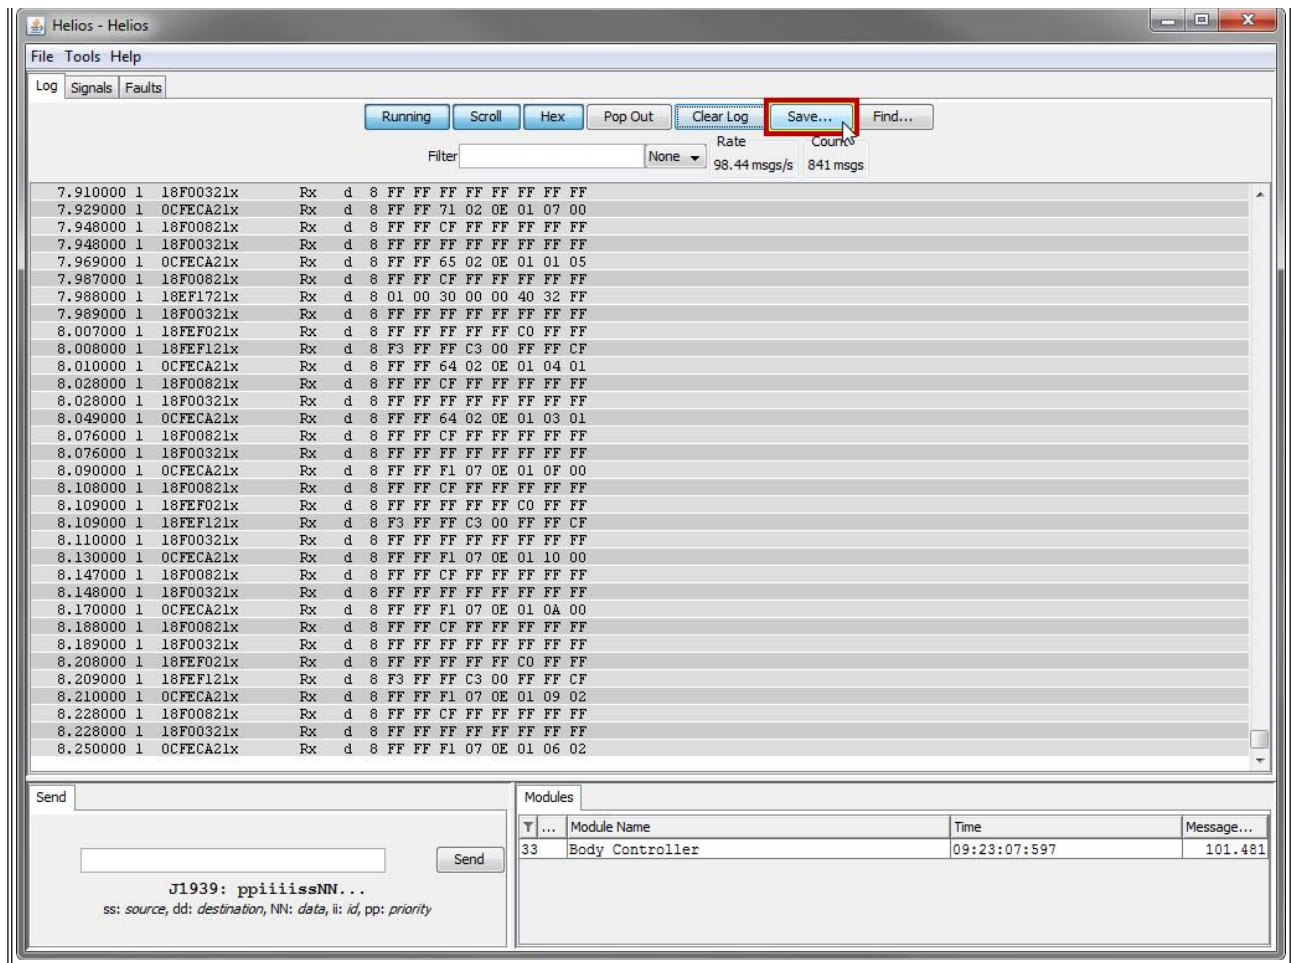 Helios - Helios
File Tools Help
Log Signals Faults
Running Scroll Hex Pop Out Clear Log Save... Find...
Filter None Rate Count
98.44 msgs/s 841 msgs
7.910000 1 18F00321x Rx d 8 FF FF FF FF FF FF FF FF
7.929000 1 0CFECA21x Rx d 8 FF FF 71 02 0E 01 07 00
7.948000 1 18F00821x Rx d 8 FF FF CF FF FF FF FF FF
7.948000 1 18F00321x Rx d 8 FF FF FF FF FF FF FF FF
7.969000 1 0CFECA21x Rx d 8 FF FF 65 02 0E 01 01 05
7.987000 1 18F00821x Rx d 8 FF FF CF FF FF FF FF FF
7.988000 1 18EF1721x Rx d 8 01 00 30 00 00 40 32 FF
7.989000 1 18F00321x Rx d 8 FF FF FF FF FF FF FF FF
8.007000 1 18FEF021x Rx d 8 FF FF FF FF FF C0 FF FF
8.008000 1 18FEF121x Rx d 8 F3 FF FF C3 00 FF FF CF
8.010000 1 0CFECA21x Rx d 8 FF FF 64 02 0E 01 04 01
8.028000 1 18F00821x Rx d 8 FF FF CF FF FF FF FF FF
8.028000 1 18F00321x Rx d 8 FF FF FF FF FF FF FF FF
8.049000 1 0CFECA21x Rx d 8 FF FF 64 02 0E 01 03 01
8.076000 1 18F00821x Rx d 8 FF FF CF FF FF FF FF FF
8.076000 1 18F00321x Rx d 8 FF FF FF FF FF FF FF FF
8.090000 1 0CFECA21x Rx d 8 FF FF F1 07 0E 01 0F 00
8.108000 1 18F00821x Rx d 8 FF FF CF FF FF FF FF FF
8.109000 1 18FEF021x Rx d 8 FF FF FF FF FF C0 FF FF
8.109000 1 18FEF121x Rx d 8 F3 FF FF C3 00 FF FF CF
8.110000 1 18F00321x Rx d 8 FF FF FF FF FF FF FF FF
8.130000 1 0CFECA21x Rx d 8 FF FF F1 07 0E 01 10 00
8.147000 1 18F00821x Rx d 8 FF FF CF FF FF FF FF FF
8.148000 1 18F00321x Rx d 8 FF FF FF FF FF FF FF FF
8.170000 1 0CFECA21x Rx d 8 FF FF F1 07 0E 01 0A 00
8.188000 1 18F00821x Rx d 8 FF FF CF FF FF FF FF FF
8.189000 1 18F00321x Rx d 8 FF FF FF FF FF FF FF FF
8.208000 1 18FEF021x Rx d 8 FF FF FF FF FF C0 FF FF
8.209000 1 18FEF121x Rx d 8 F3 FF FF C3 00 FF FF CF
8.210000 1 0CFECA21x Rx d 8 FF FF F1 07 0E 01 09 02
8.228000 1 18F00821x Rx d 8 FF FF CF FF FF FF FF FF
8.228000 1 18F00321x Rx d 8 FF FF FF FF FF FF FF FF
8.250000 1 0CFECA21x Rx d 8 FF FF F1 07 0E 01 06 02
Send
Send
J1939: ppiiiissNN...
ss: source, dd: destination, NN: data, ii: id, pp: priority
Modules
... Module Name Time Message...
33 Body Controller 09:23:07:597 101.481